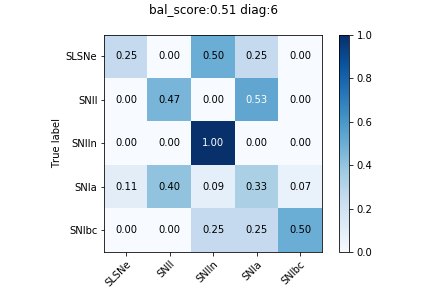 bal_score:0.51 diag:6
SLSNe 0.25 0.00 0.50 0.25 0.00
SNII 0.00 0.47 0.00 0.53 0.00
SNIIn 0.00 0.00 1.00 0.00 0.00
SNIa 0.11 0.40 0.09 0.33 0.07
SNIbc 0.00 0.00 0.25 0.25 0.50
True label
SLSNe SNII SNIIn SNIa SNIbc
1.0
0.8
0.6
0.4
0.2
0.0